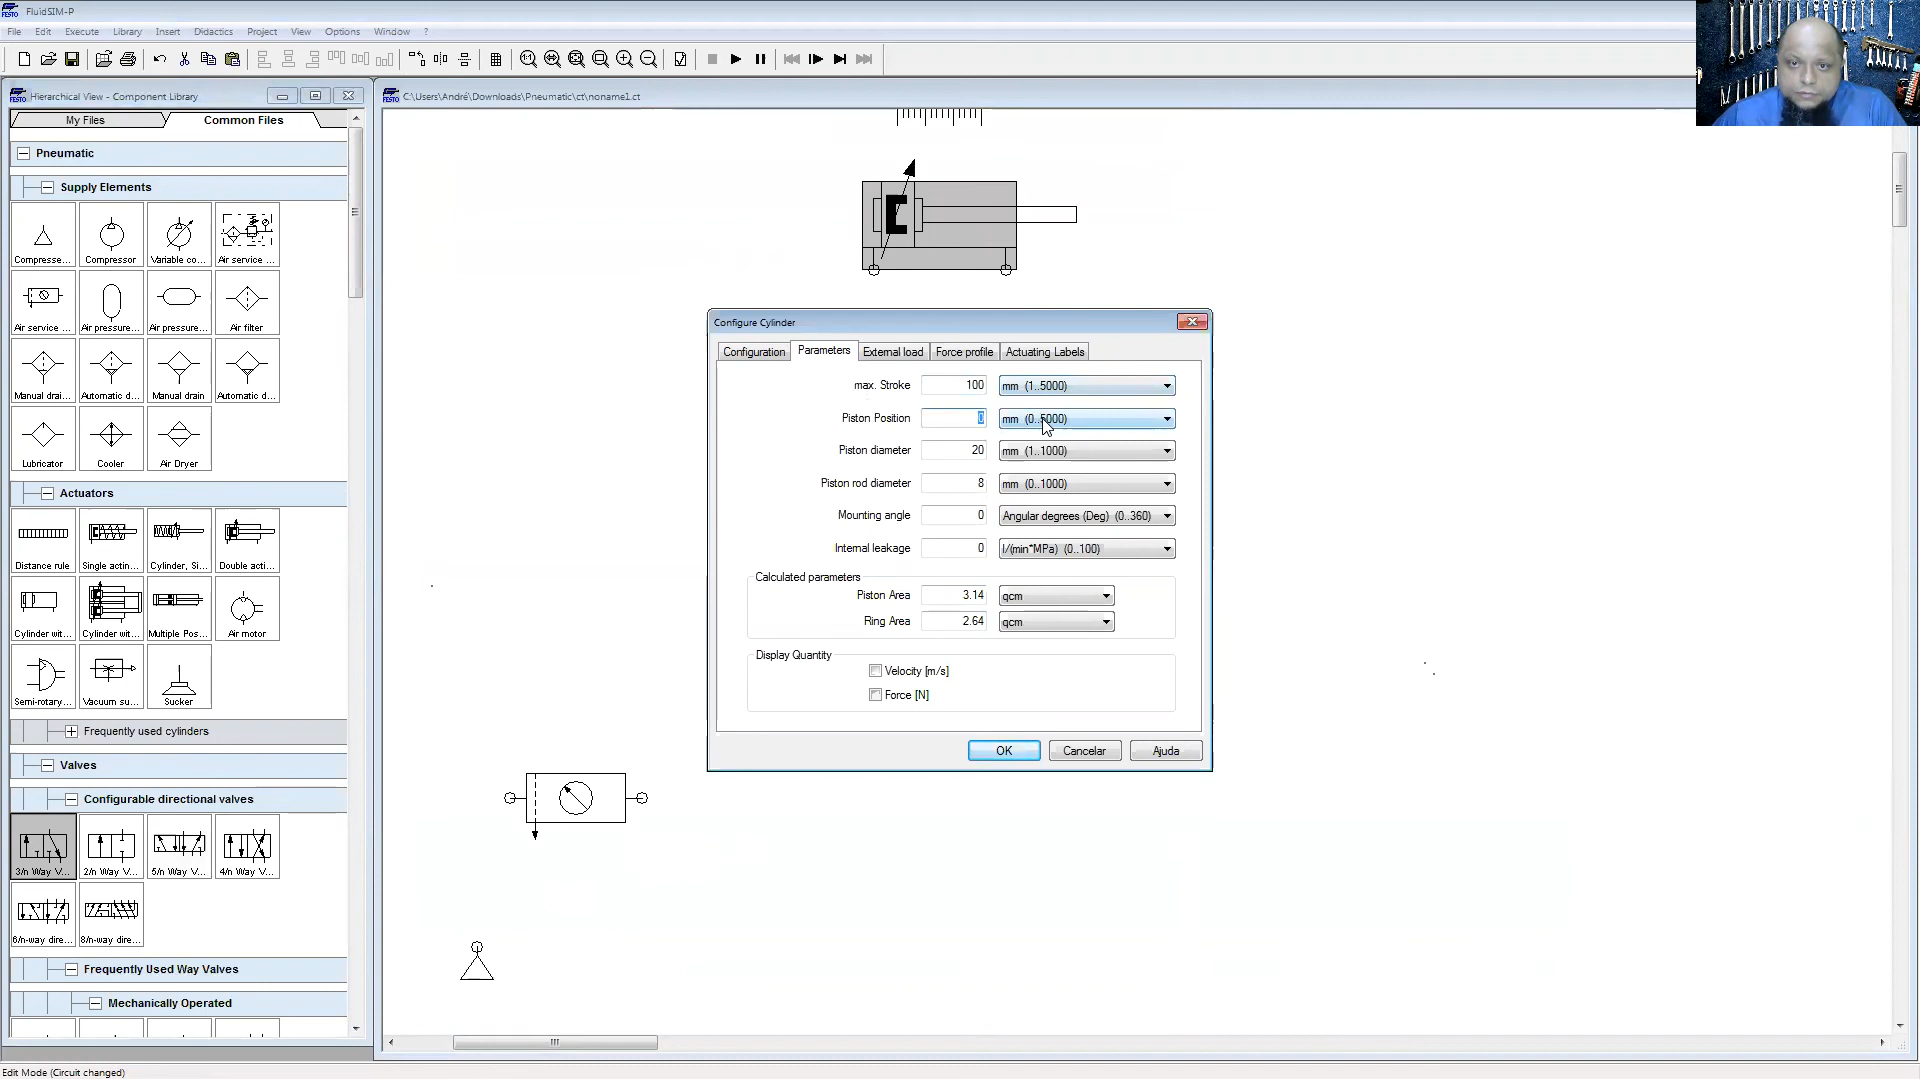 FESTO FluidSIM-P
File Edit Execute Library Insert Didactics Project View Options Window ?
FESTO Hierarchical View - Component Library
FESTO C:\Users\André\Downloads\Pneumatic\ct\noname1.ct
My Files Common Files
Pneumatic
Supply Elements
Compresse... Compressor Variable co... Air service ...
Air service ... Air pressure... Air pressure... Air filter
Manual drai... Automatic d... Manual drain Automatic d...
Lubricator Cooler Air Dryer
Actuators
Distance rule Single actin... Cylinder, Si... Double acti...
Cylinder wit... Cylinder wit... Multiple Pos... Air motor
Semi-rotary... Vacuum su... Sucker
Frequently used cylinders
Valves
Configurable directional valves
3/n Way V... 2/n Way V... 5/n Way V... 4/n Way V...
6/n-way dire... 8/n-way dire...
Frequently Used Way Valves
Mechanically Operated
Configure Cylinder
Configuration Parameters External load Force profile Actuating Labels
max. Stroke 100 mm (1..5000)
Piston Position 0 mm (0..5000)
Piston diameter 20 mm (1..1000)
Piston rod diameter 8 mm (0..1000)
Mounting angle 0 Angular degrees (Deg) (0..360)
Internal leakage 0 l/(min*MPa) (0..100)
Calculated parameters
Piston Area 3.14 qcm
Ring Area 2.64 qcm
Display Quantity
Velocity [m/s]
Force [N]
OK Cancelar Ajuda
Edit Mode (Circuit changed)